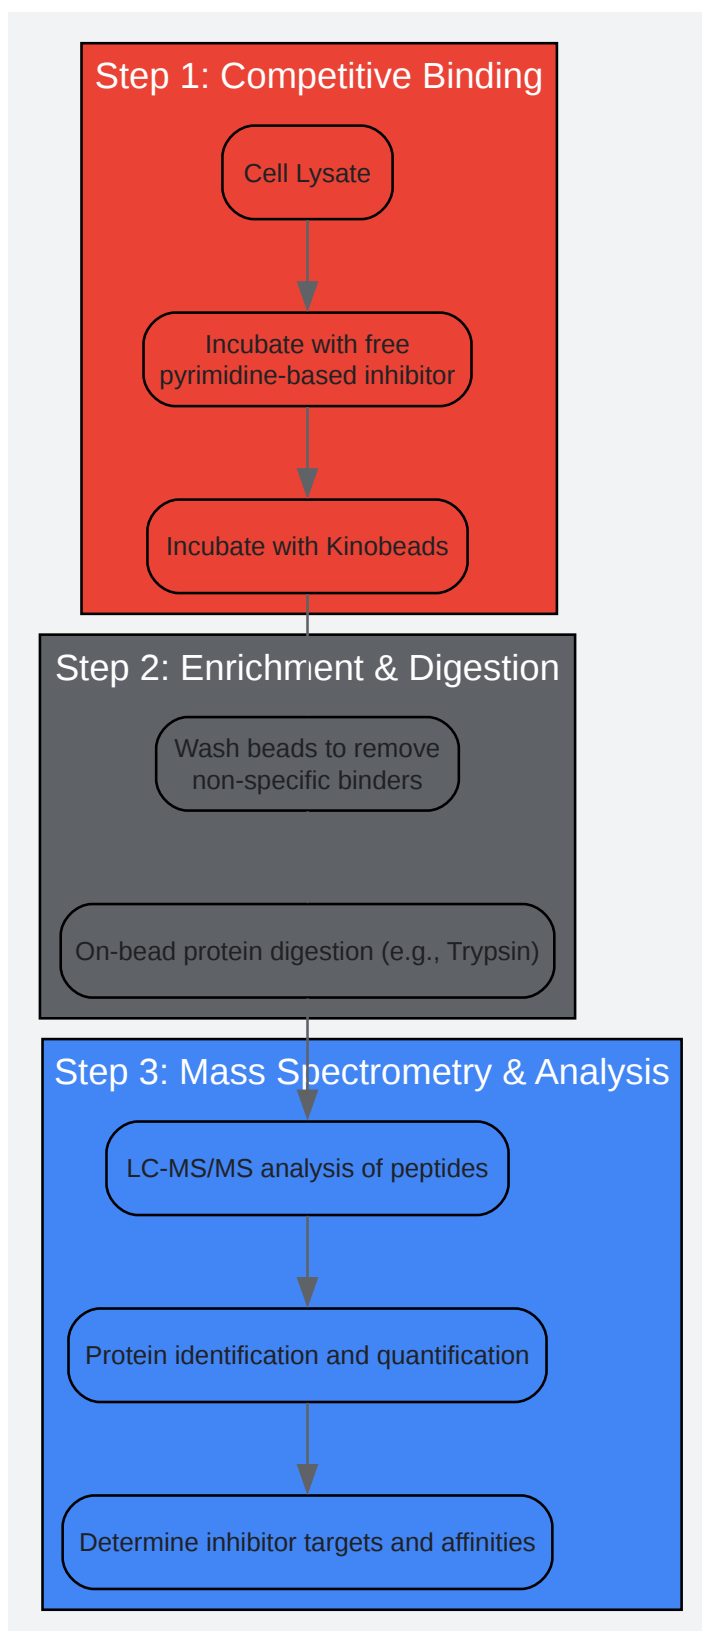 Step 1: Competitive Binding
Cell Lysate
Incubate with free
pyrimidine-based inhibitor
Incubate with Kinobeads
Step 2: Enrichment & Digestion
Wash beads to remove
non-specific binders
On-bead protein digestion (e.g., Trypsin)
Step 3: Mass Spectrometry & Analysis
LC-MS/MS analysis of peptides
Protein identification and quantification
Determine inhibitor targets and affinities